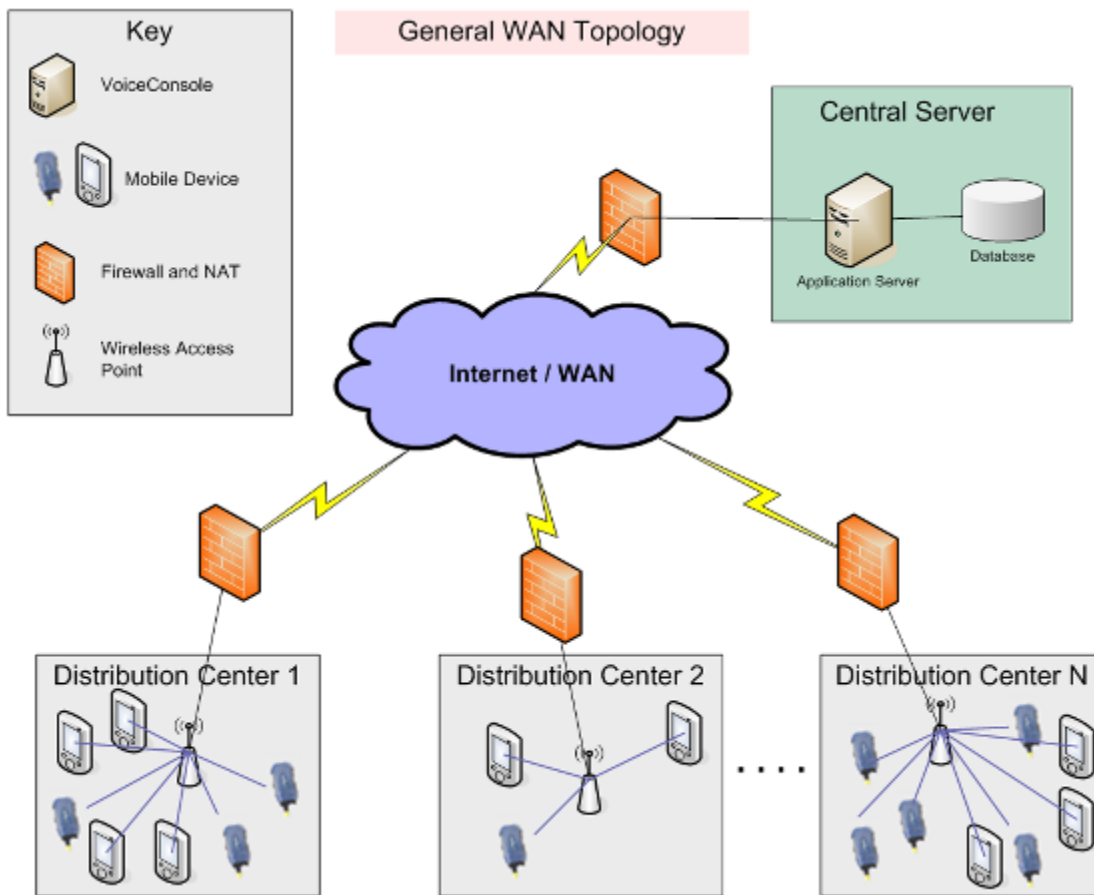 Key
VoiceConsole
Mobile Device
Firewall and NAT
Wireless Access
Point
General WAN Topology
Central Server
Application Server
Database
Internet / WAN
Distribution Center 1
Distribution Center 2
. . . .
Distribution Center N